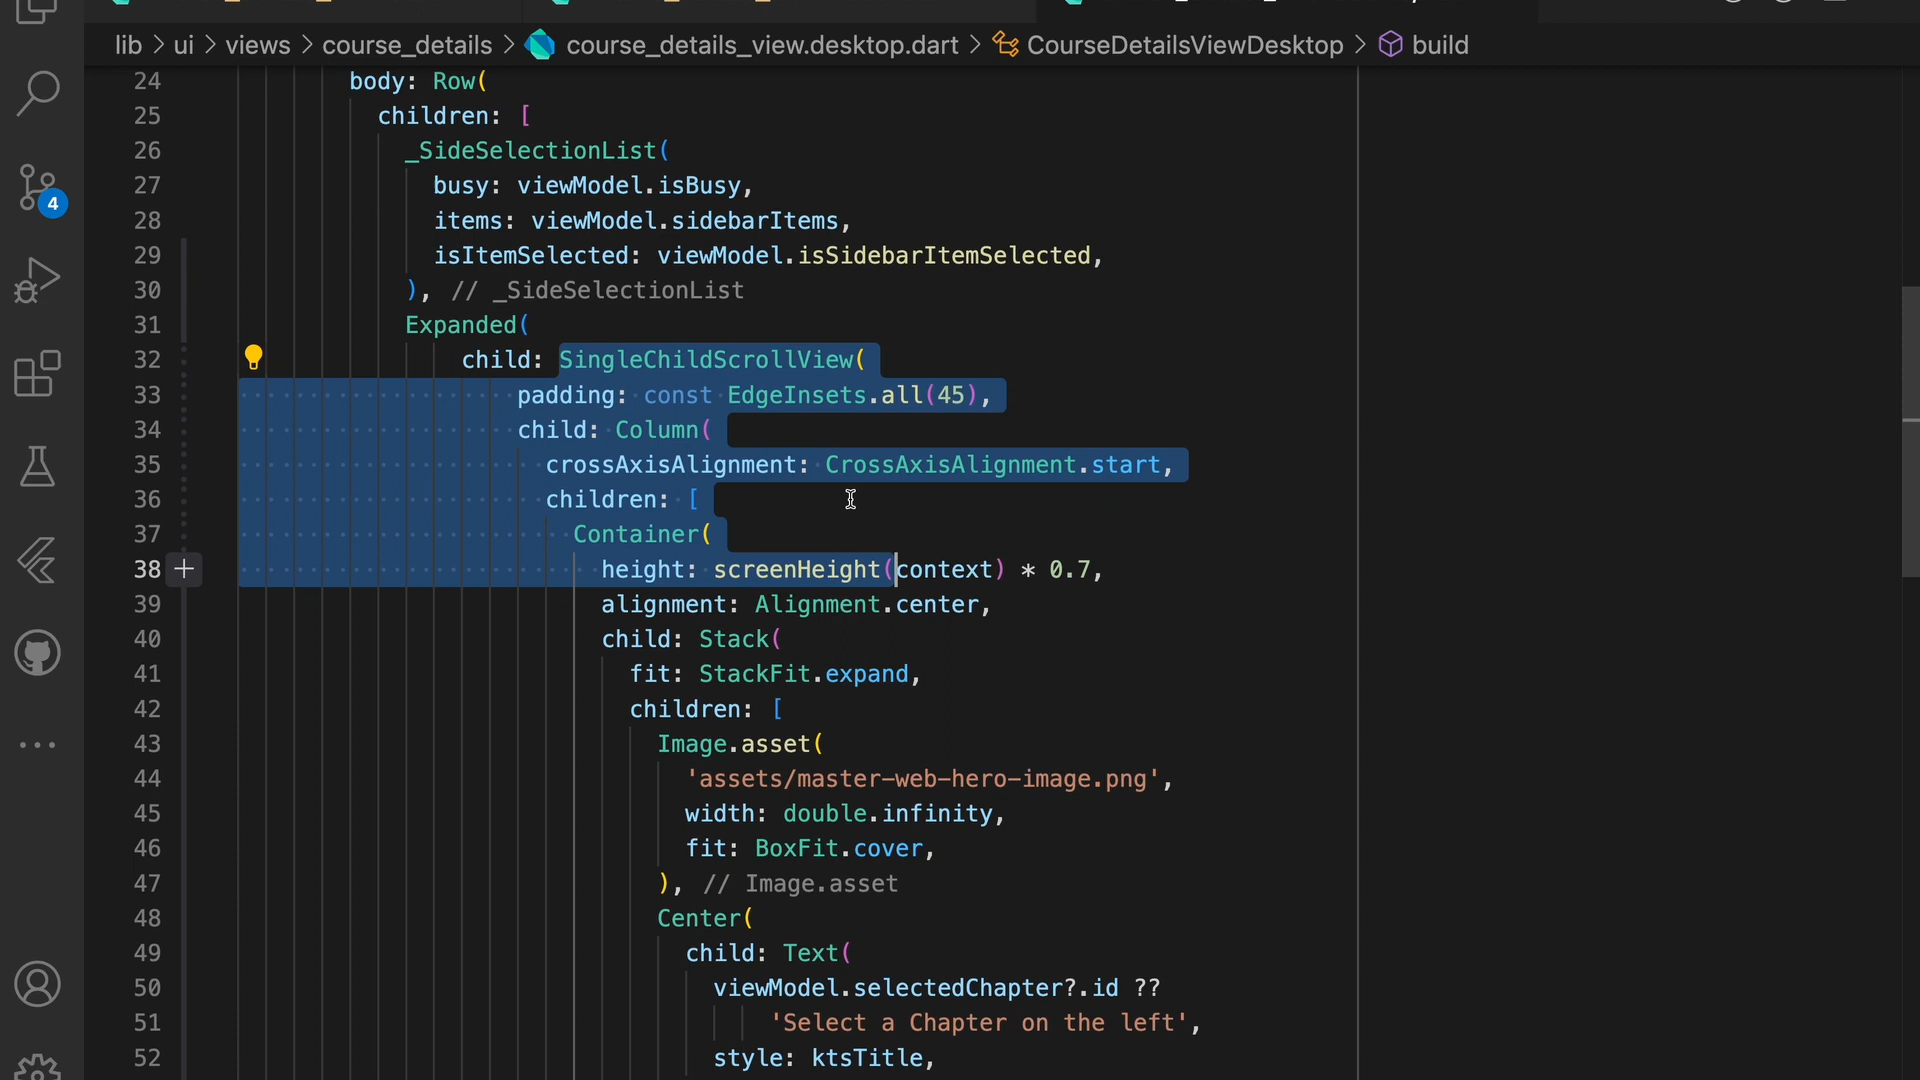 lib > ui > views > course_details > course_details_view.desktop.dart > CourseDetailsViewDesktop > build
24 body: Row(
25 children: [
26 _SideSelectionList(
27 busy: viewModel.isBusy,
28 items: viewModel.sidebarItems,
29 isItemSelected: viewModel.isSidebarItemSelected,
30 ), // _SideSelectionList
31 Expanded(
32 child: SingleChildScrollView(
33 padding: const EdgeInsets.all(45),
34 child: Column(
35 crossAxisAlignment: CrossAxisAlignment.start,
36 children: [
37 Container(
38 height: screenHeight(context) * 0.7,
39 alignment: Alignment.center,
40 child: Stack(
41 fit: StackFit.expand,
42 children: [
43 Image.asset(
44 'assets/master-web-hero-image.png',
45 width: double.infinity,
46 fit: BoxFit.cover,
47 ), // Image.asset
48 Center(
49 child: Text(
50 viewModel.selectedChapter?.id ??
51 'Select a Chapter on the left',
52 style: ktsTitle,
4